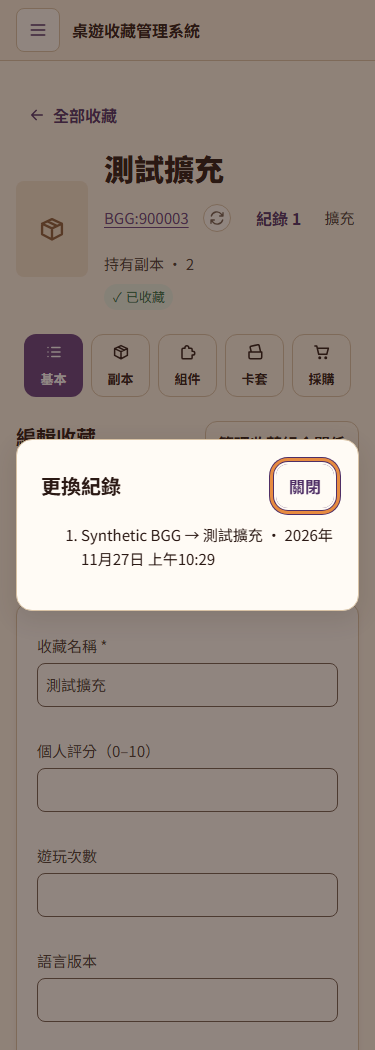 桌遊收藏管理系統
← 全部收藏
測試擴充
BGG:900003 紀錄 1 擴充
持有副本 · 2
✓ 已收藏
基本 副本 組件 卡套 採購
編輯收藏
更換紀錄 關閉
1. Synthetic BGG → 測試擴充 · 2026年
11月27日 上午10:29
收藏名稱 *
測試擴充
個人評分（0–10）
遊玩次數
語言版本